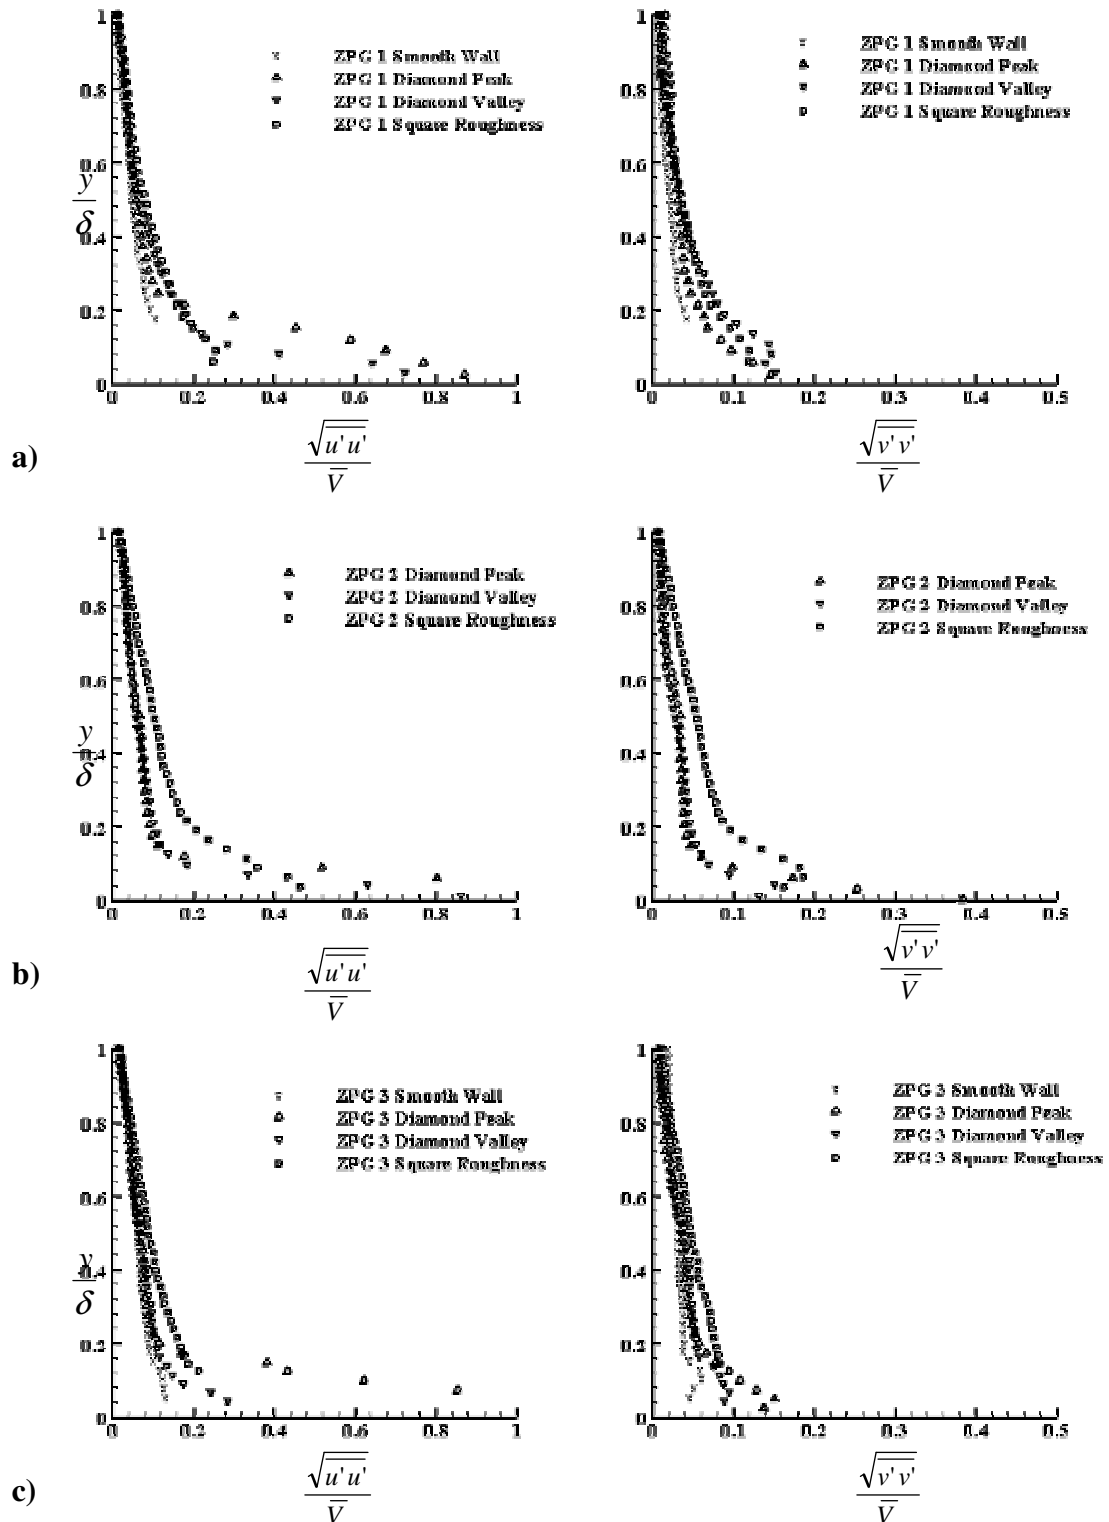 1
0.8
0.6
0.4
0.2
0
y
δ
ZPG 1 Smooth Wall
ZPG 1 Diamond Peak
ZPG 1 Diamond Valley
ZPG 1 Square Roughness
0 0.2 0.4 0.6 0.8 1
√u'u'
V
1
0.8
0.6
0.4
0.2
0
ZPG 1 Smooth Wall
ZPG 1 Diamond Peak
ZPG 1 Diamond Valley
ZPG 1 Square Roughness
0 0.1 0.2 0.3 0.4 0.5
√v'v'
V
a)
1
0.8
0.6
0.4
0.2
0
y
δ
ZPG 2 Diamond Peak
ZPG 2 Diamond Valley
ZPG 2 Square Roughness
0 0.2 0.4 0.6 0.8 1
√u'u'
V
1
0.8
0.6
0.4
0.2
0
ZPG 2 Diamond Peak
ZPG 2 Diamond Valley
ZPG 2 Square Roughness
0 0.1 0.2 0.3 0.4 0.5
√v'v'
V
b)
1
0.8
0.6
0.4
0.2
0
y
δ
ZPG 3 Smooth Wall
ZPG 3 Diamond Peak
ZPG 3 Diamond Valley
ZPG 3 Square Roughness
0 0.2 0.4 0.6 0.8 1
√u'u'
V
1
0.8
0.6
0.4
0.2
0
ZPG 3 Smooth Wall
ZPG 3 Diamond Peak
ZPG 3 Diamond Valley
ZPG 3 Square Roughness
0 0.1 0.2 0.3 0.4 0.5
√v'v'
V
c)